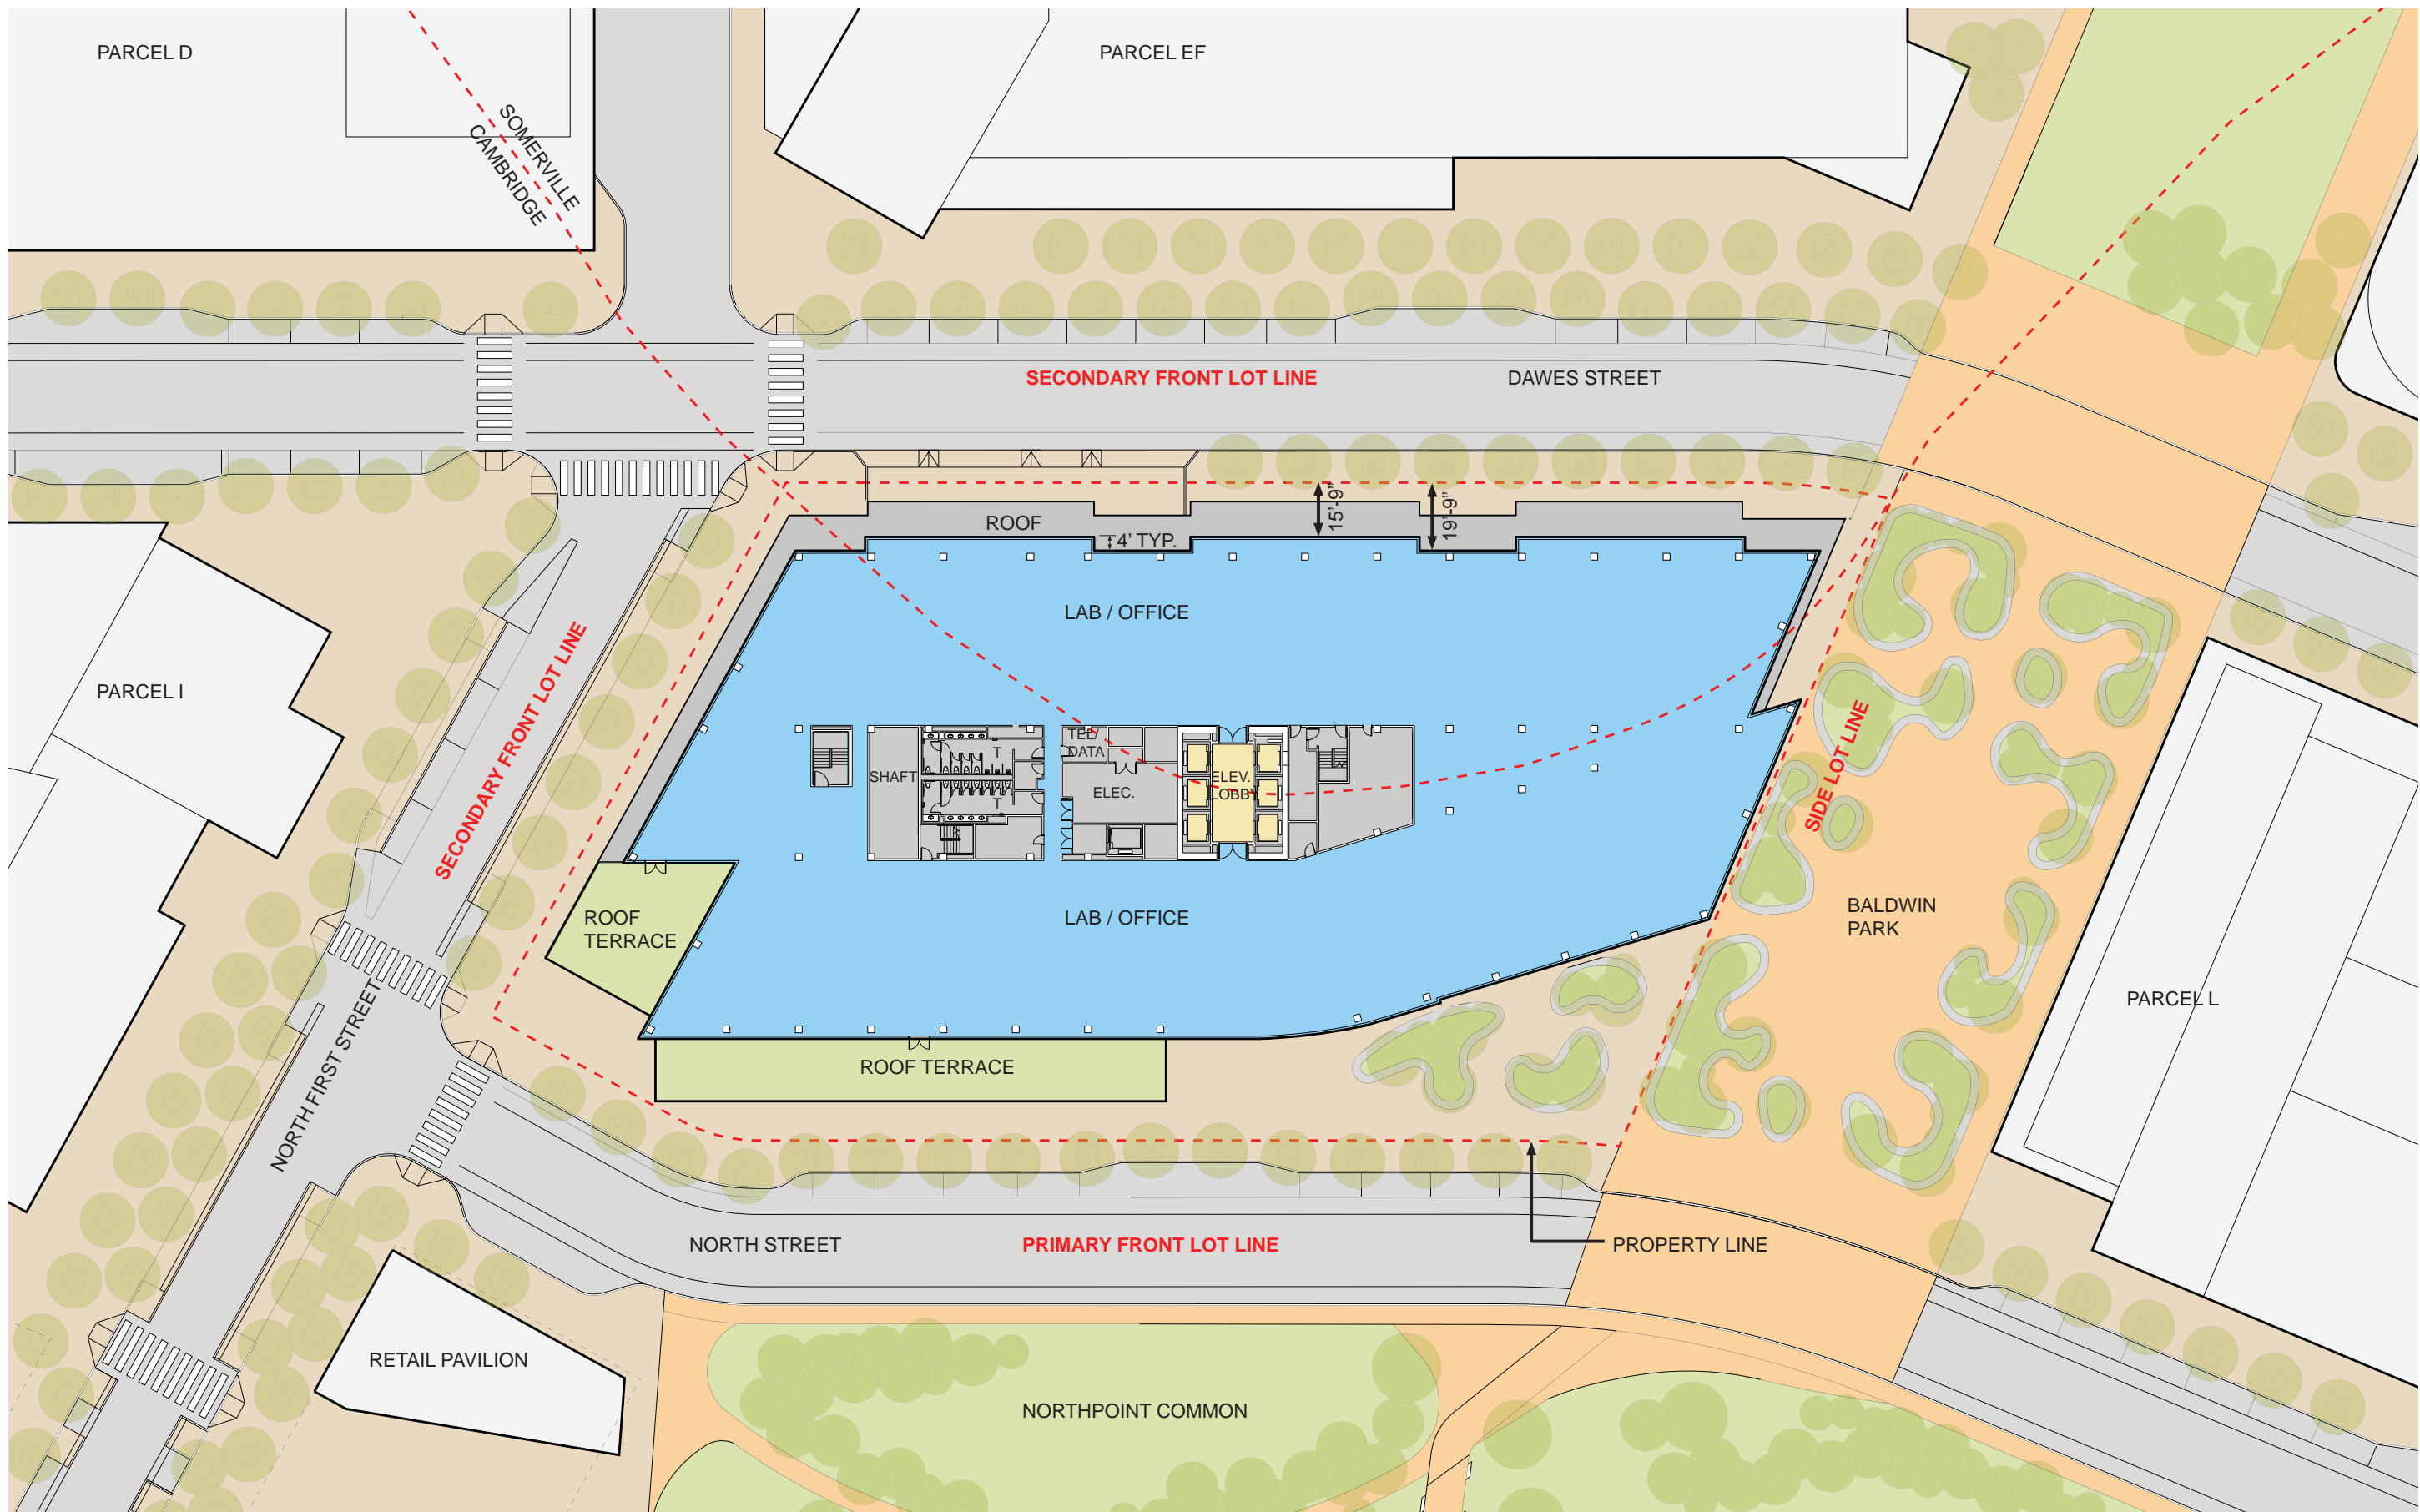 PARCEL D
PARCEL EF
SOMERVILLE
CAMBRIDGE
SECONDARY FRONT LOT LINE
DAWES STREET
ROOF
4' TYP.
15'-9"
19'-9"
LAB / OFFICE
SECONDARY FRONT LOT LINE
PARCEL I
SHAFT
T
T
TEL/
DATA
ELEC.
ELEV.
LOBBY
SIDE LOT LINE
ROOF
TERRACE
LAB / OFFICE
BALDWIN
PARK
PARCEL L
NORTH FIRST STREET
ROOF TERRACE
NORTH STREET
PRIMARY FRONT LOT LINE
PROPERTY LINE
RETAIL PAVILION
NORTHPOINT COMMON